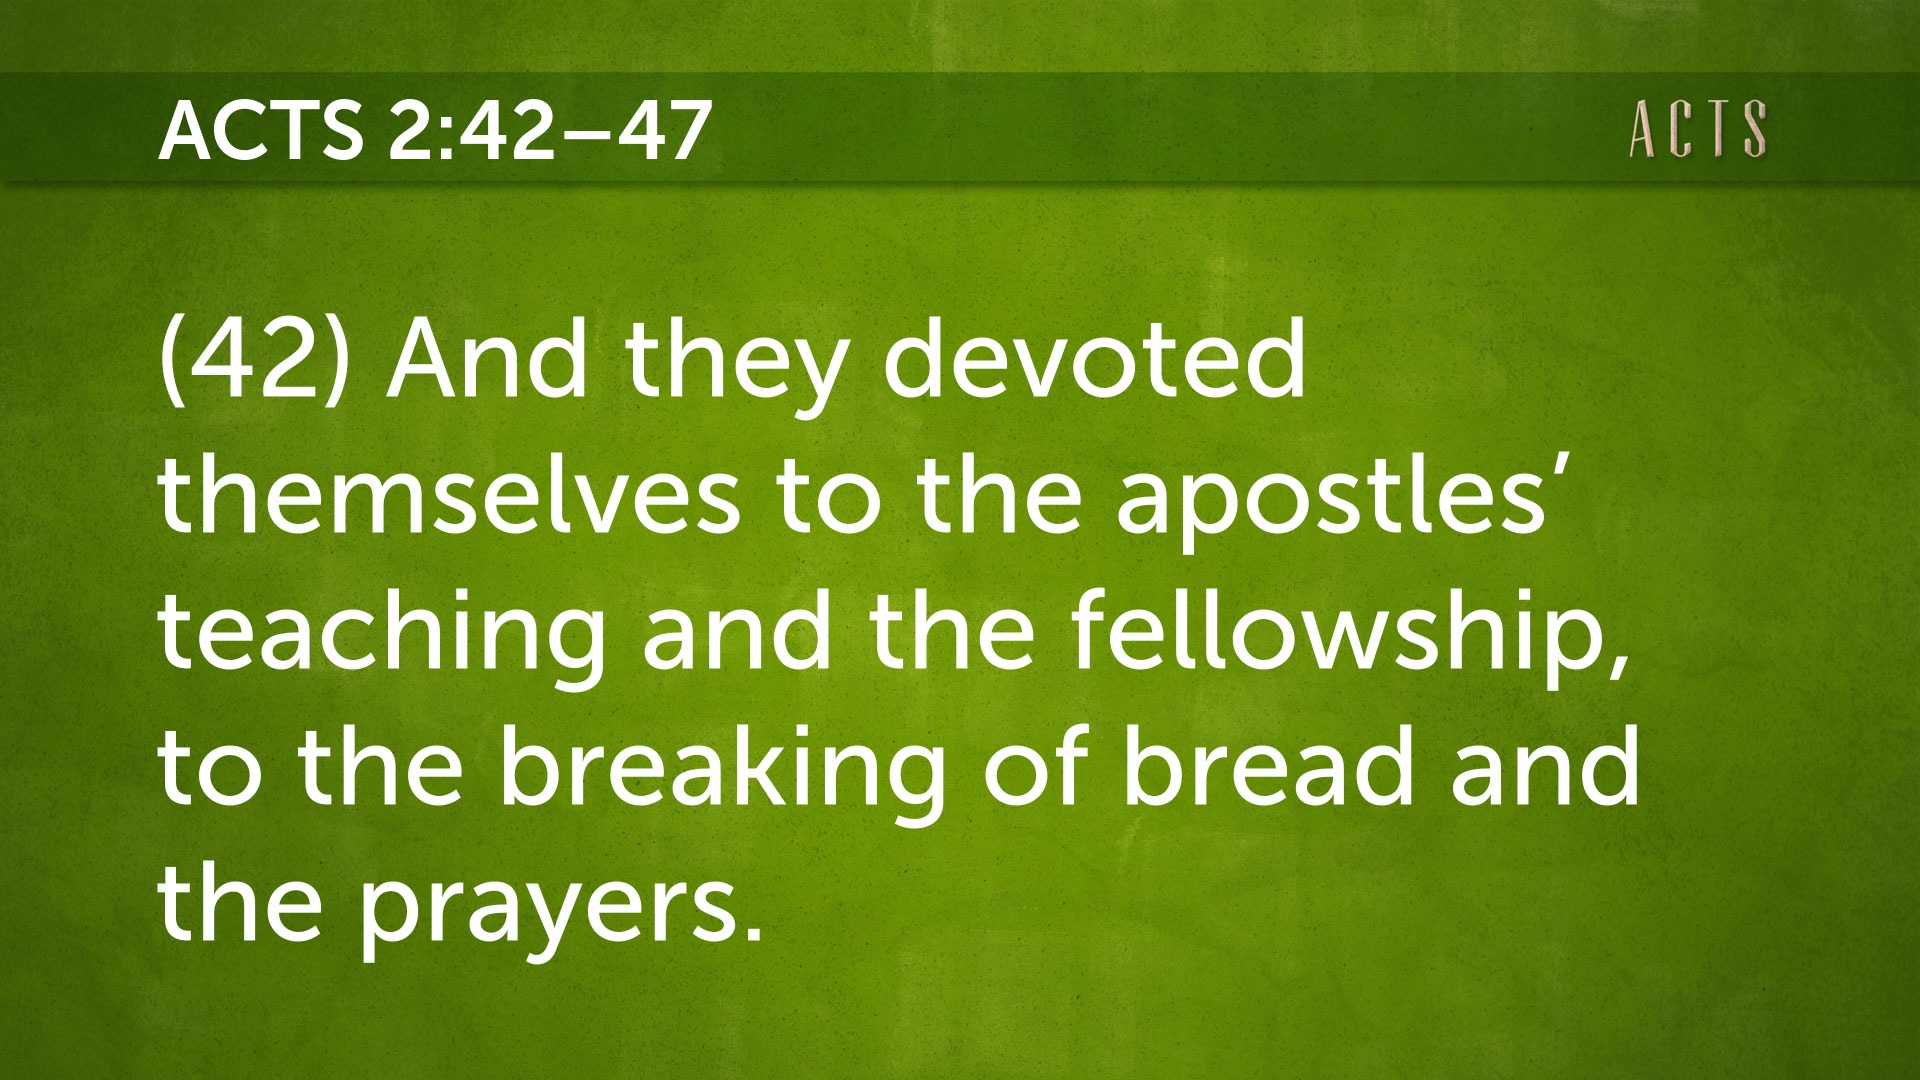 ACTS 2:42–47
ACTS
(42) And they devoted
themselves to the apostles’
teaching and the fellowship,
to the breaking of bread and
the prayers.